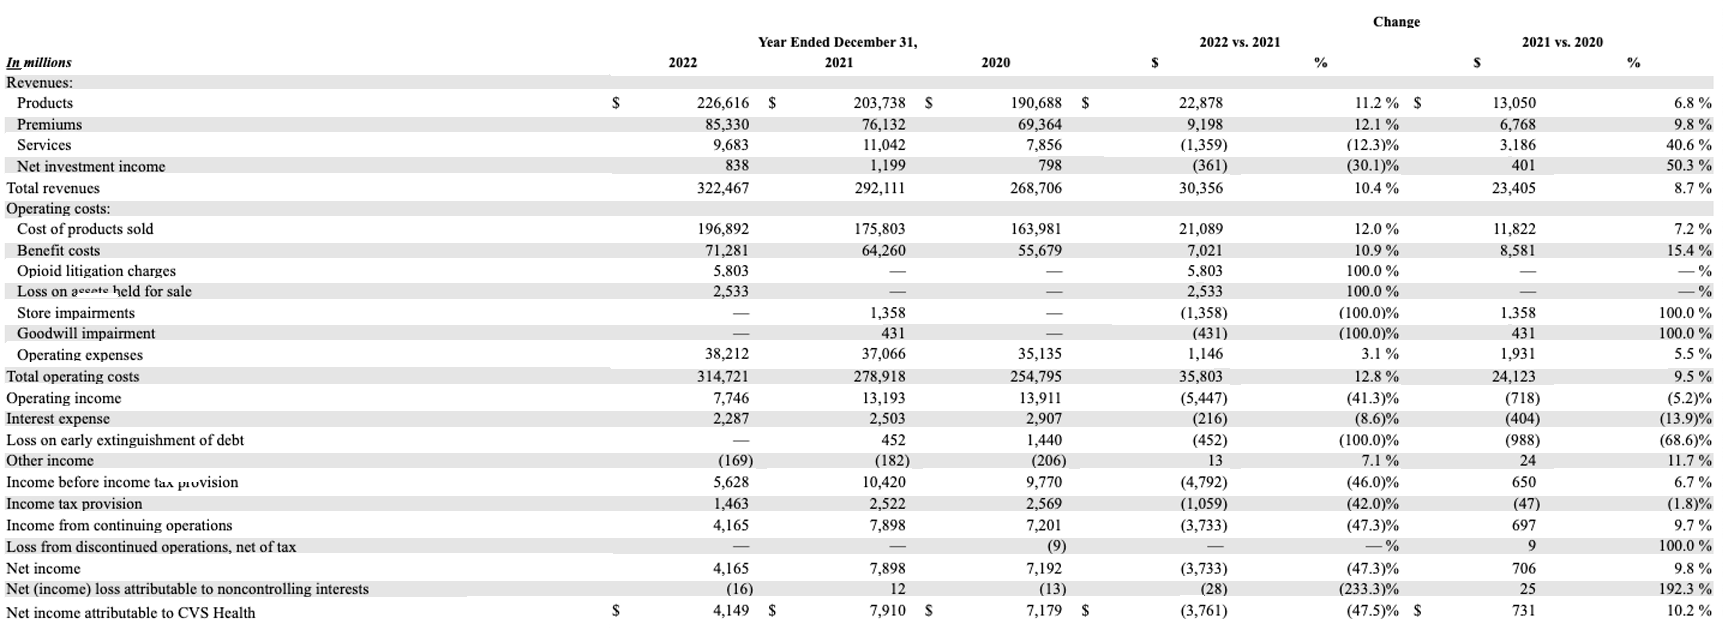 Change
Year Ended December 31, 2022 vs. 2021 2021 vs. 2020
In millions 2022 2021 2020 $ % $ %
Revenues:
Products $ 226,616 $ 203,738 $ 190,688 $ 22,878 11.2 % $ 13,050 6.8 %
Premiums 85,330 76,132 69,364 9,198 12.1 % 6,768 9.8 %
Services 9,683 11,042 7,856 (1,359) (12.3)% 3,186 40.6 %
Net investment income 838 1,199 798 (361) (30.1)% 401 50.3 %
Total revenues 322,467 292,111 268,706 30,356 10.4 % 23,405 8.7 %
Operating costs:
Cost of products sold 196,892 175,803 163,981 21,089 12.0 % 11,822 7.2 %
Benefit costs 71,281 64,260 55,679 7,021 10.9 % 8,581 15.4 %
Opioid litigation charges 5,803 — — 5,803 100.0 % — — %
Loss on assets held for sale 2,533 — — 2,533 100.0 % — — %
Store impairments — 1,358 — (1,358) (100.0)% 1,358 100.0 %
Goodwill impairment — 431 — (431) (100.0)% 431 100.0 %
Operating expenses 38,212 37,066 35,135 1,146 3.1 % 1,931 5.5 %
Total operating costs 314,721 278,918 254,795 35,803 12.8 % 24,123 9.5 %
Operating income 7,746 13,193 13,911 (5,447) (41.3)% (718) (5.2)%
Interest expense 2,287 2,503 2,907 (216) (8.6)% (404) (13.9)%
Loss on early extinguishment of debt — 452 1,440 (452) (100.0)% (988) (68.6)%
Other income (169) (182) (206) 13 7.1 % 24 11.7 %
Income before income tax provision 5,628 10,420 9,770 (4,792) (46.0)% 650 6.7 %
Income tax provision 1,463 2,522 2,569 (1,059) (42.0)% (47) (1.8)%
Income from continuing operations 4,165 7,898 7,201 (3,733) (47.3)% 697 9.7 %
Loss from discontinued operations, net of tax — — (9) — — % 9 100.0 %
Net income 4,165 7,898 7,192 (3,733) (47.3)% 706 9.8 %
Net (income) loss attributable to noncontrolling interests (16) 12 (13) (28) (233.3)% 25 192.3 %
Net income attributable to CVS Health $ 4,149 $ 7,910 $ 7,179 $ (3,761) (47.5)% $ 731 10.2 %